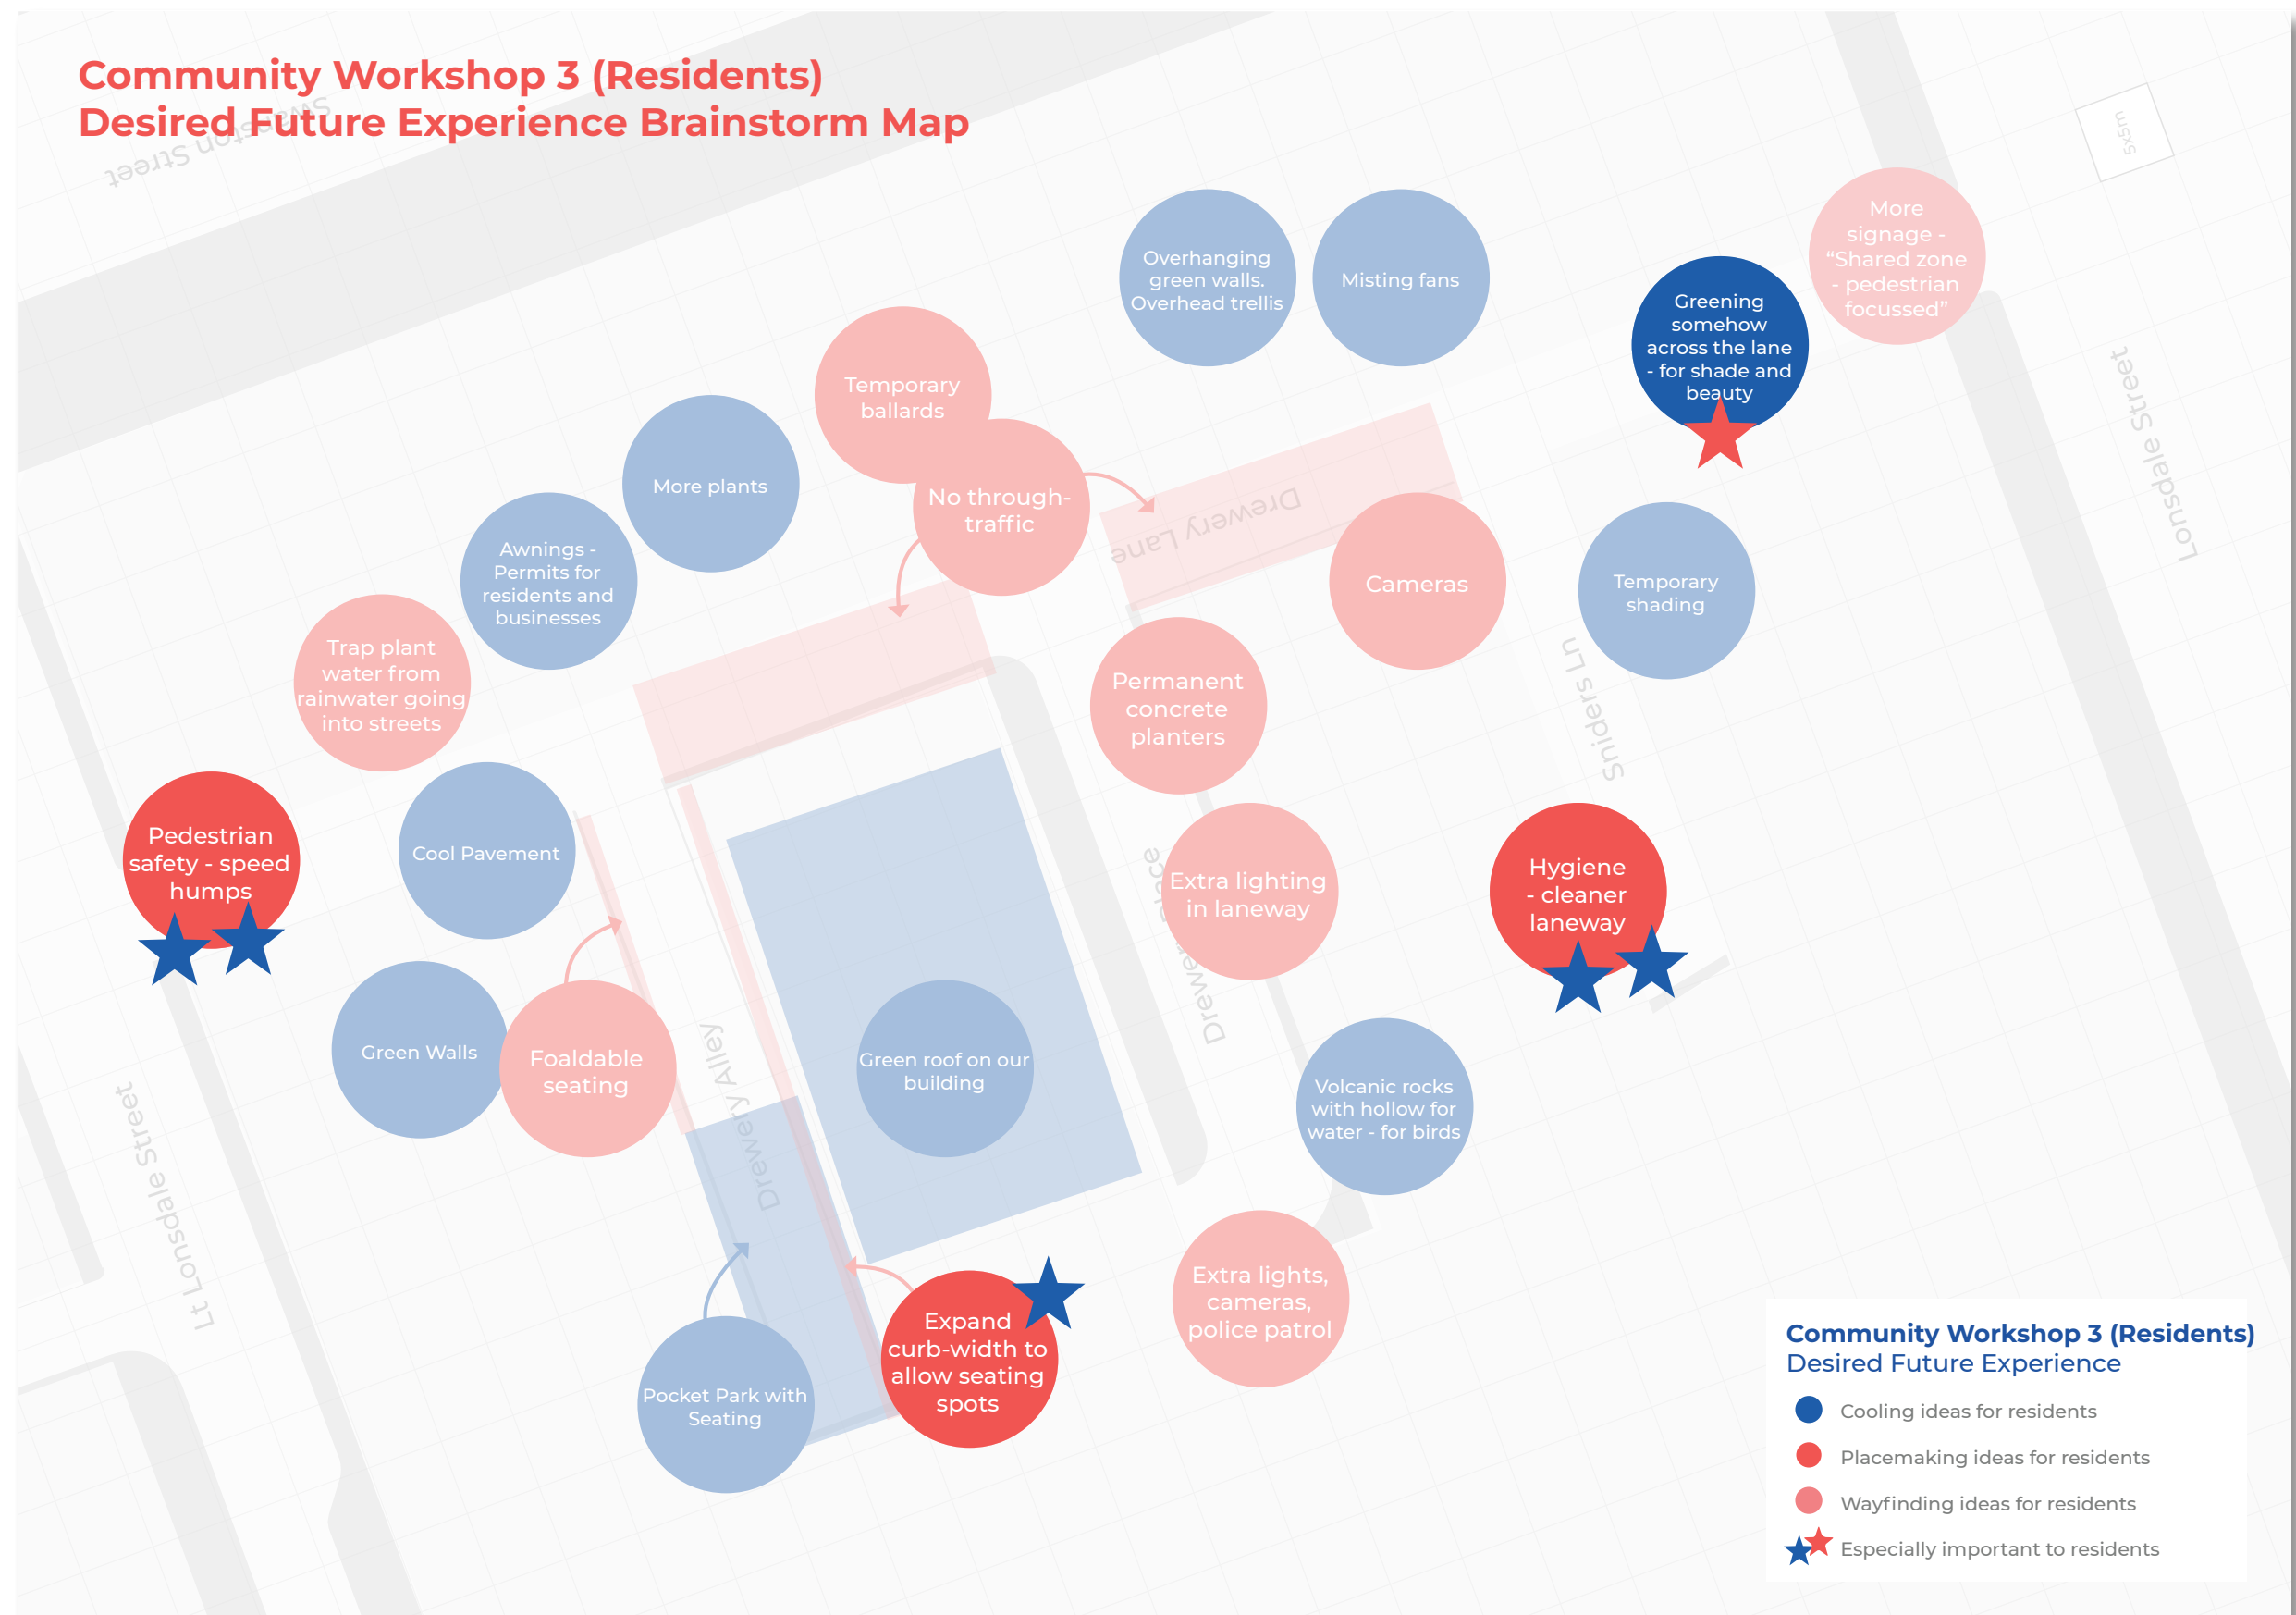 Community Workshop 3 (Residents)
Desired Future Experience Brainstorm Map
Swanston Street
5x5m
More
signage -
“Shared zone
- pedestrian
focussed”
Overhanging
green walls.
Overhead trellis
Misting fans
Greening
somehow
across the lane
- for shade and
beauty
Lonsdale Street
Temporary
ballards
No through-
traffic
More plants
Drewery Lane
Awnings -
Permits for
residents and
businesses
Cameras
Temporary
shading
Trap plant
water from
rainwater going
into streets
Permanent
concrete
planters
Sniders Ln
Pedestrian
safety - speed
humps
Cool Pavement
Extra lighting
in laneway
Drewery Place
Hygiene
- cleaner
laneway
Green Walls
Foaldable
seating
Drewery Alley
Green roof on our
building
Volcanic rocks
with hollow for
water - for birds
Lt Lonsdale Street
Extra lights,
cameras,
police patrol
Expand
curb-width to
allow seating
spots
Pocket Park with
Seating
Community Workshop 3 (Residents)
Desired Future Experience
Cooling ideas for residents
Placemaking ideas for residents
Wayfinding ideas for residents
Especially important to residents